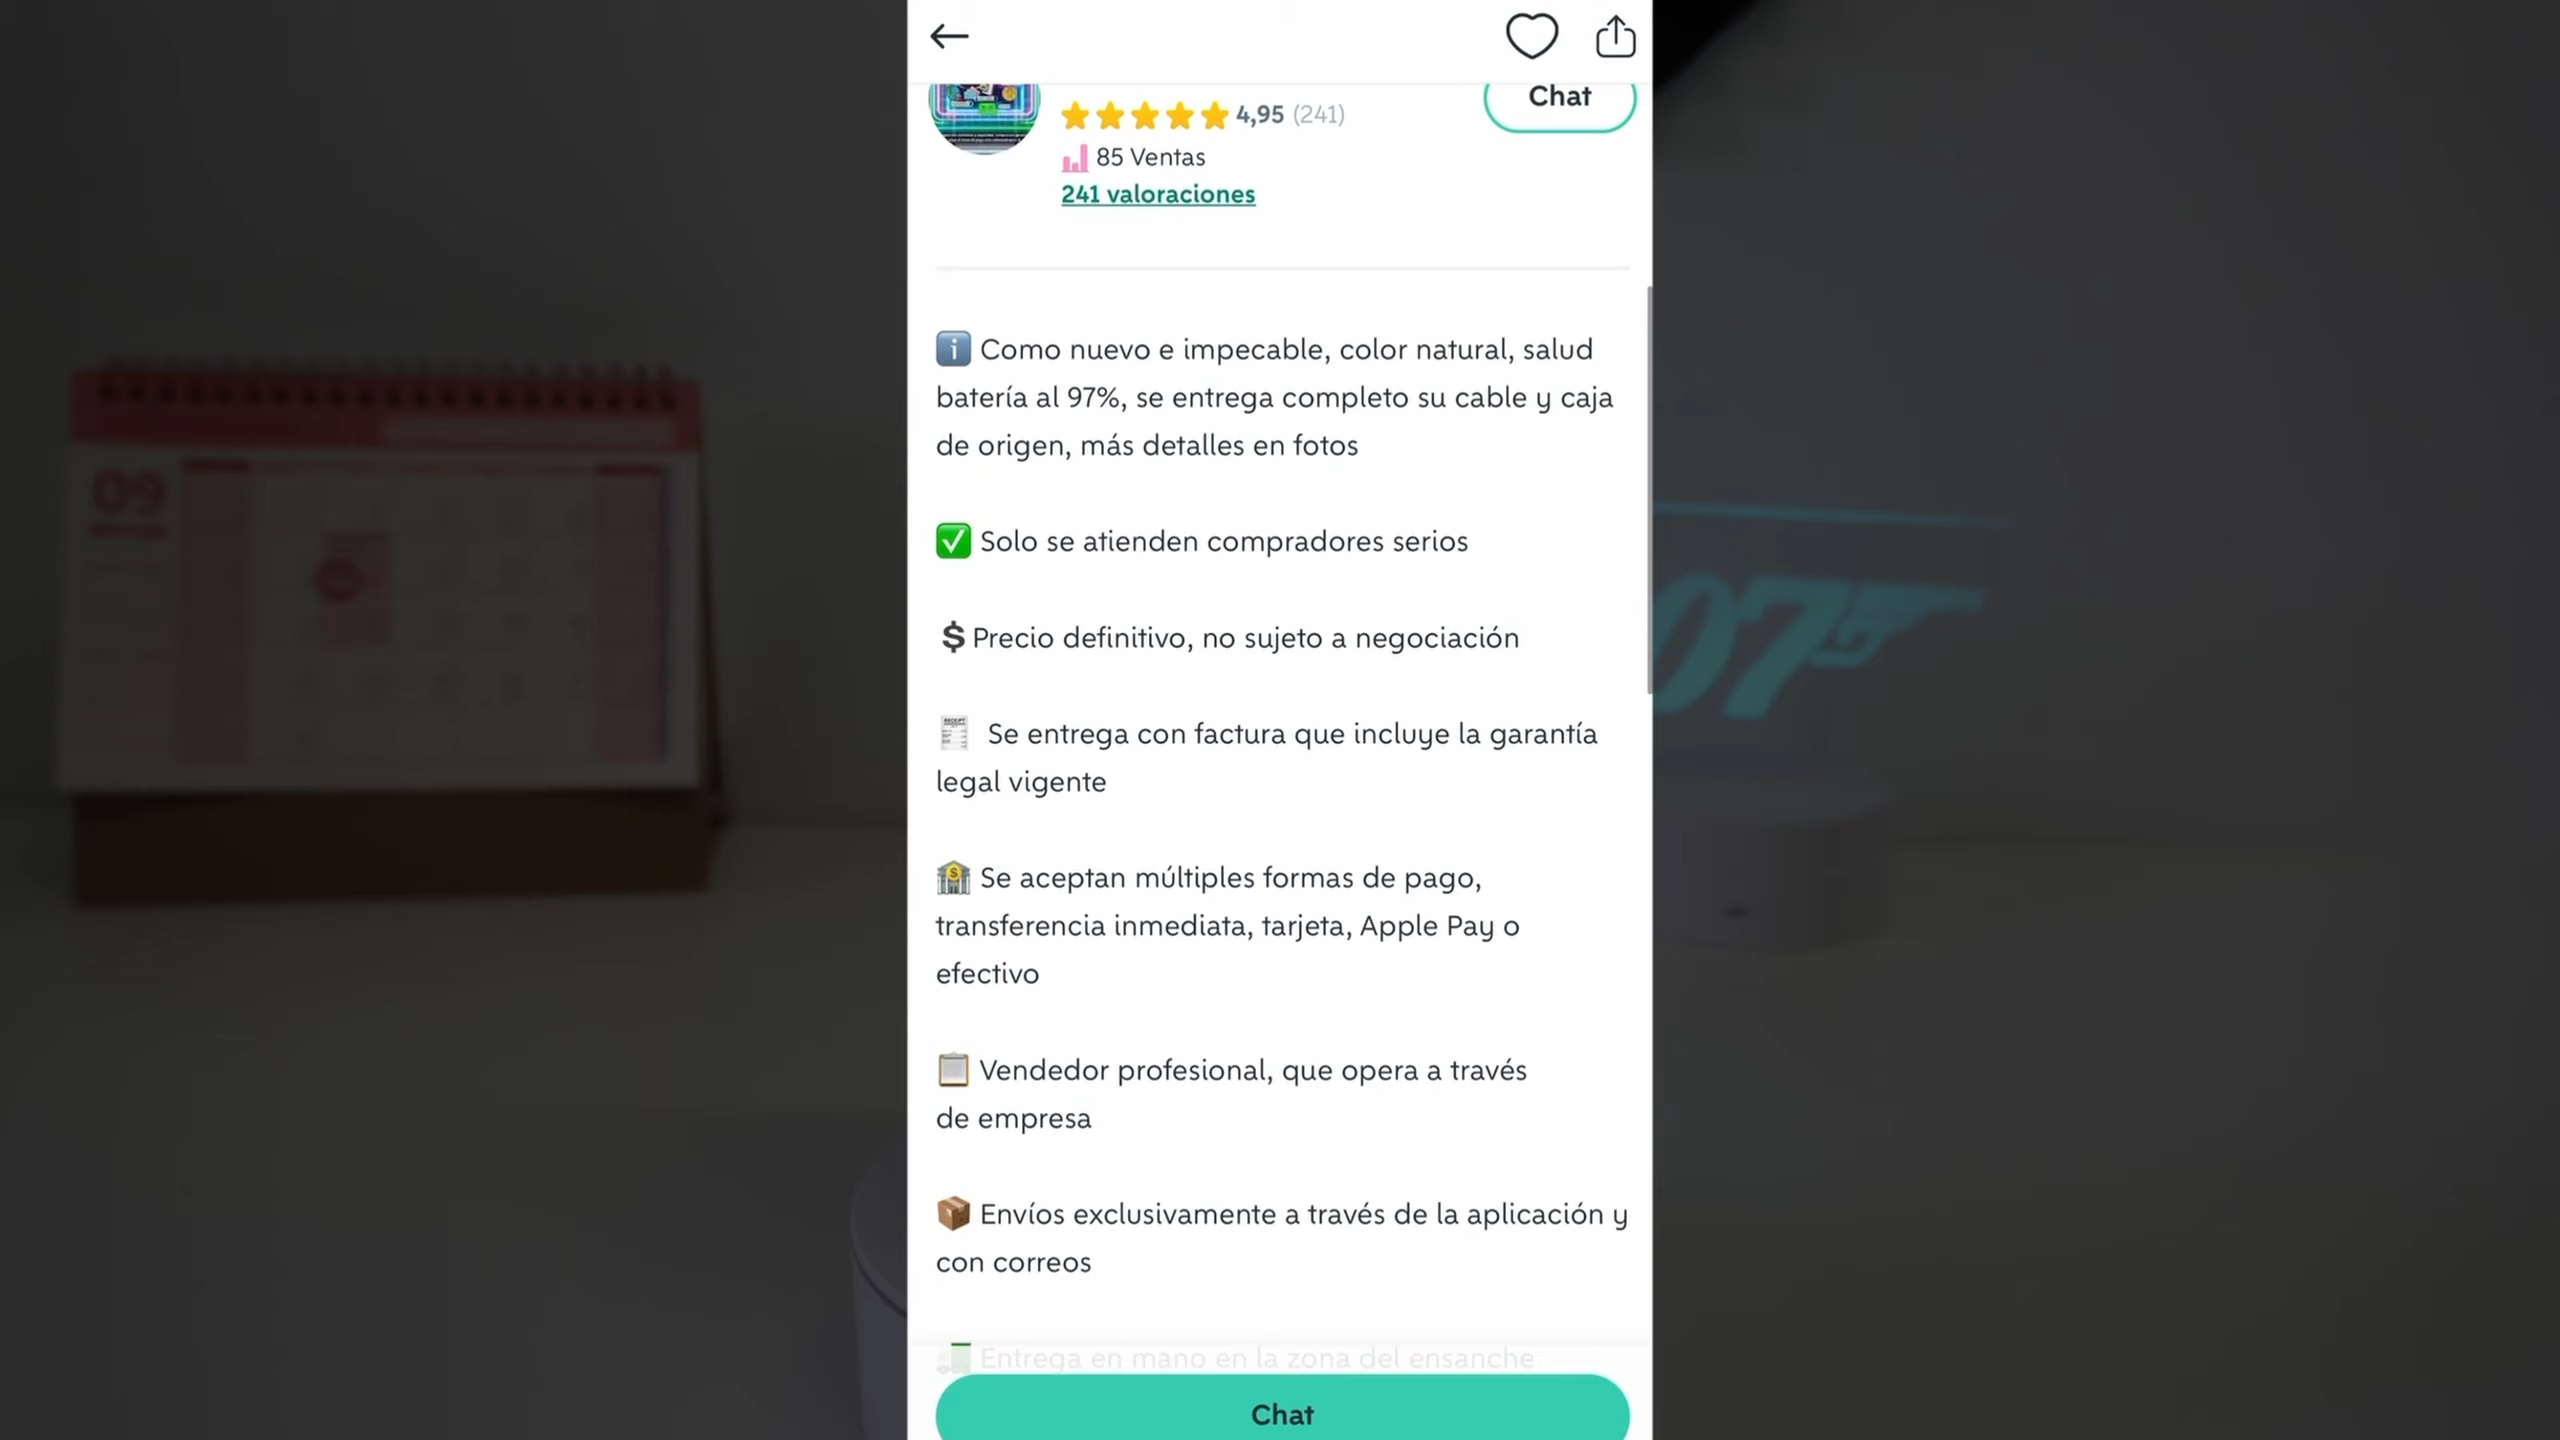 Chat
4,95 (241)
85 Ventas
241 valoraciones
Como nuevo e impecable, color natural, salud
batería al 97%, se entrega completo su cable y caja
de origen, más detalles en fotos
Solo se atienden compradores serios
Precio definitivo, no sujeto a negociación
Se entrega con factura que incluye la garantía
legal vigente
Se aceptan múltiples formas de pago,
transferencia inmediata, tarjeta, Apple Pay o
efectivo
Vendedor profesional, que opera a través
de empresa
Envíos exclusivamente a través de la aplicación y
con correos
Entrega en mano en la zona del ensanche
Chat
09
07